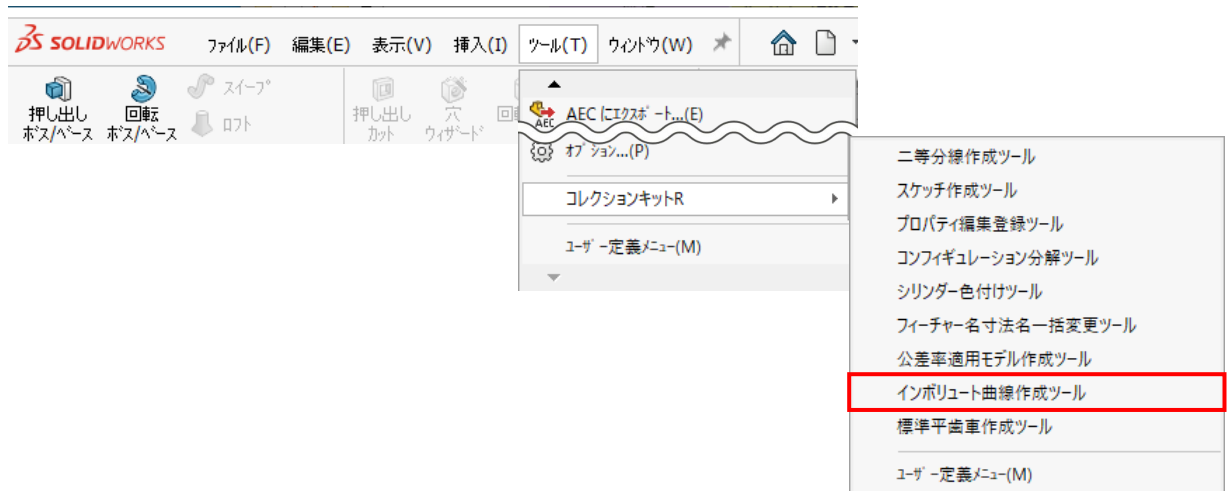 SOLIDWORKS ファイル(F) 編集(E) 表示(V) 挿入(I) ツール(T) ウィンドウ(W)
押し出し
ボス/ベース
回転
ボス/ベース
スイープ
ロフト
押し出し
カット
穴
ウィザード
AEC にエクスポート...(E)
オプション...(P)
コレクションキットR
ユーザー定義メニュー(M)
二等分線作成ツール
スケッチ作成ツール
プロパティ編集登録ツール
コンフィギュレーション分解ツール
シリンダー色付けツール
フィーチャー名寸法名一括変更ツール
公差率適用モデル作成ツール
インボリュート曲線作成ツール
標準平歯車作成ツール
ユーザー定義メニュー(M)